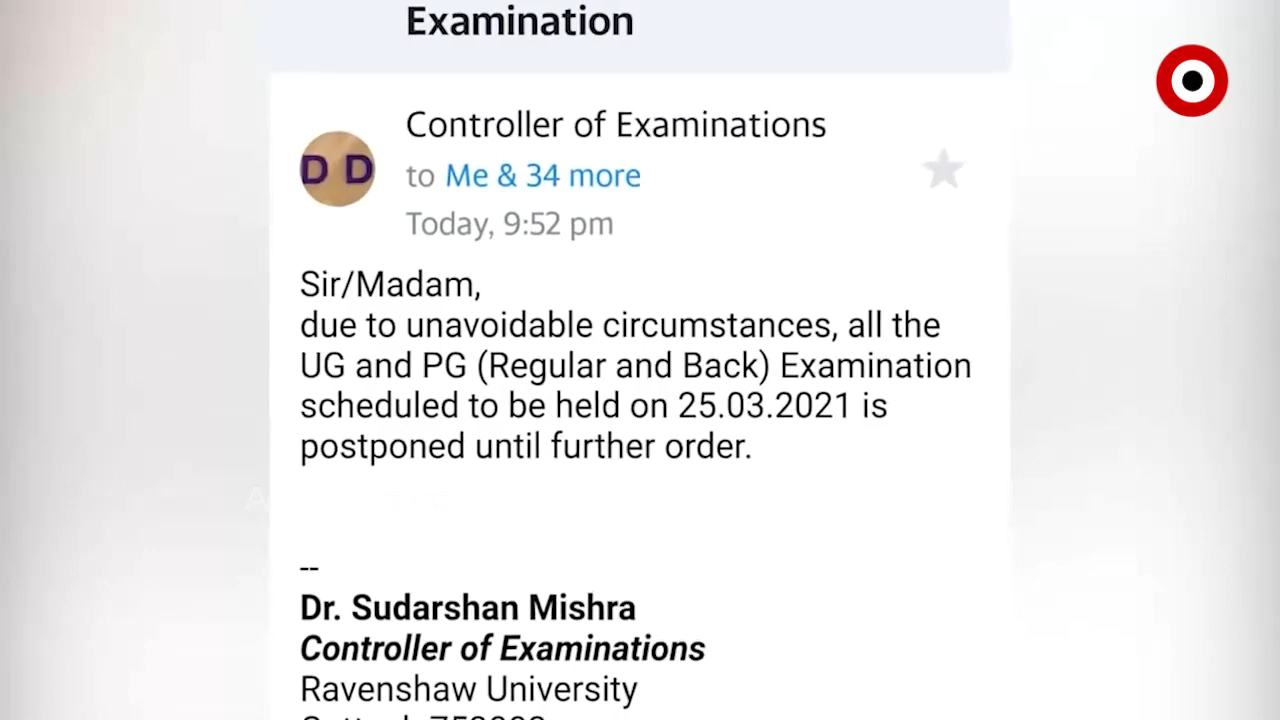 Examination
Controller of Examinations
to Me & 34 more
Today, 9:52 pm
Sir/Madam,
due to unavoidable circumstances, all the
UG and PG (Regular and Back) Examination
scheduled to be held on 25.03.2021 is
postponed until further order.
--
Dr. Sudarshan Mishra
Controller of Examinations
Ravenshaw University
D D